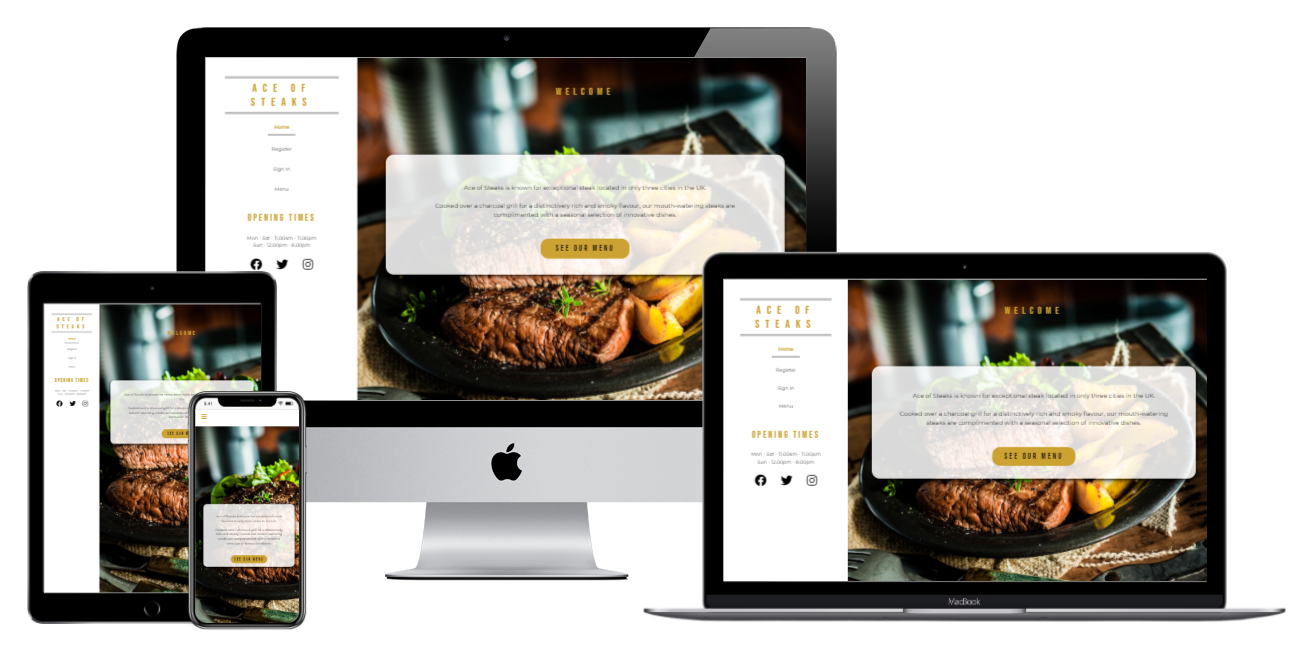 ACE OF
STEAKS
Home
Register
Sign In
Menu
OPENING TIMES
Mon - Sat - 11:00am - 11:00pm
Sun - 12:00pm - 8:00pm
WELCOME
Ace of Steaks is known for exceptional steak located in only three cities in the UK.
Cooked over a charcoal grill for a distinctively rich and smoky flavour, our mouth-watering steaks are
complimented with a seasonal selection of innovative dishes.
SEE OUR MENU
ACE OF
STEAKS
Home
OPENING TIMES
WELCOME
SEE OUR
9:41
SEE OUR MENU
ACE OF
STEAKS
Home
Register
Sign In
Menu
OPENING TIMES
Mon - Sat - 11:00am - 11:00pm
Sun - 12:00pm - 8:00pm
WELCOME
Ace of Steaks is known for exceptional steak located in only three cities in the UK.
Cooked over a charcoal grill for a distinctively rich and smoky flavour, our mouth-watering
steaks are complimented with a seasonal selection of innovative dishes.
SEE OUR MENU
MacBook